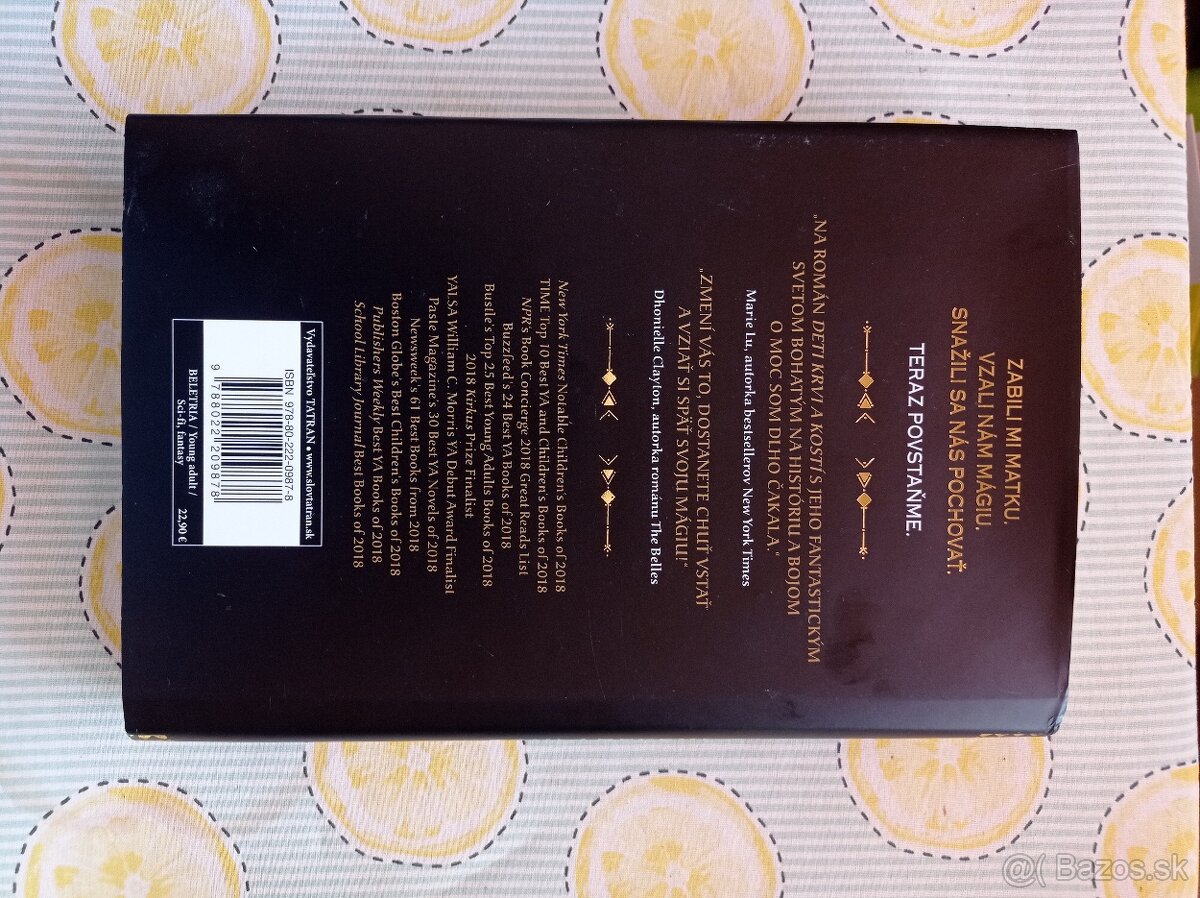 ZABILI MI MATKU.
VZALI NÁM MÁGIU.
SNAŽILI SA NÁS POCHOVAŤ.
TERAZ POVSTAŇME.
„NA ROMÁN DETI KRVI A KOSTÍ S JEHO FANTASTICKÝM
SVETOM BOHATÝM NA HISTÓRIU A BOJOM
O MOC SOM DLHO ČAKALA.“
Marie Lu, autorka bestsellerov New York Times
„ZMENÍ VÁS TO, DOSTANETE CHUŤ VSTAŤ
A VZIAŤ SI SPÄŤ SVOJU MÁGIU!“
Dhonielle Clayton, autorka románu The Belles
New York Times Notable Children's Books of 2018
TIME Top 10 Best YA and Children's Books of 2018
NPR's Book Concierge 2018 Great Reads List
Buzzfeed's 24 Best YA Books of 2018
Bustle's Top 25 Best Young Adults Books of 2018
2018 Kirkus Prize Finalist
YALSA William C. Morris YA Debut Award Finalist
Paste Magazine's 30 Best YA Novels of 2018
Newsweek's 61 Best Books from 2018
Boston Globe's Best Children's Books of 2018
Publishers Weekly Best YA Books of 2018
School Library Journal Best Books of 2018
Vydavateľstvo TATRAN • www.slovtatran.sk
ISBN 978-80-222-0987-8
9 788022 209878
BELETRIA / Young adult /
Sci-fi, fantasy
22,90 €
@( Bazos.sk